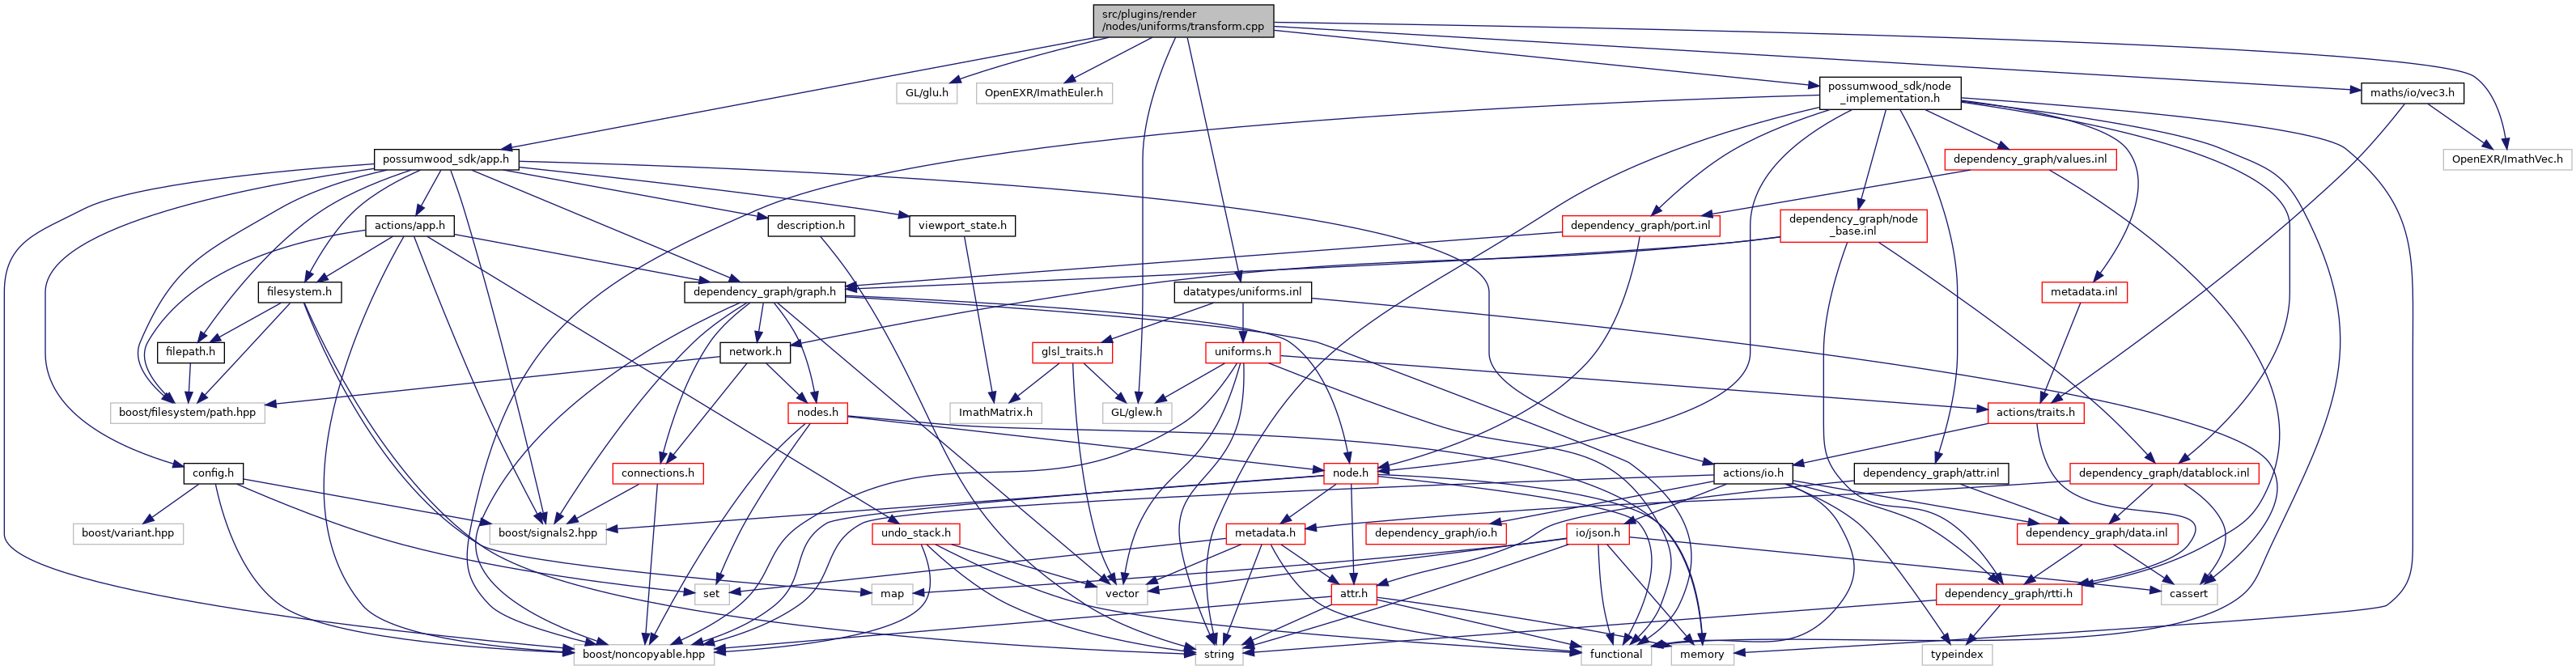 src/plugins/render
/nodes/uniforms/transform.cpp
GL/glu.h
OpenEXR/ImathEuler.h
possumwood_sdk/node
_implementation.h
maths/io/vec3.h
possumwood_sdk/app.h
dependency_graph/values.inl
OpenEXR/ImathVec.h
actions/app.h
description.h
viewport_state.h
dependency_graph/port.inl
dependency_graph/node
_base.inl
filesystem.h
dependency_graph/graph.h
datatypes/uniforms.inl
metadata.inl
filepath.h
network.h
glsl_traits.h
uniforms.h
boost/filesystem/path.hpp
nodes.h
ImathMatrix.h
GL/glew.h
actions/traits.h
config.h
connections.h
node.h
actions/io.h
dependency_graph/attr.inl
dependency_graph/datablock.inl
boost/variant.hpp
boost/signals2.hpp
undo_stack.h
metadata.h
dependency_graph/io.h
io/json.h
dependency_graph/data.inl
set
map
vector
attr.h
dependency_graph/rtti.h
cassert
boost/noncopyable.hpp
string
functional
memory
typeindex